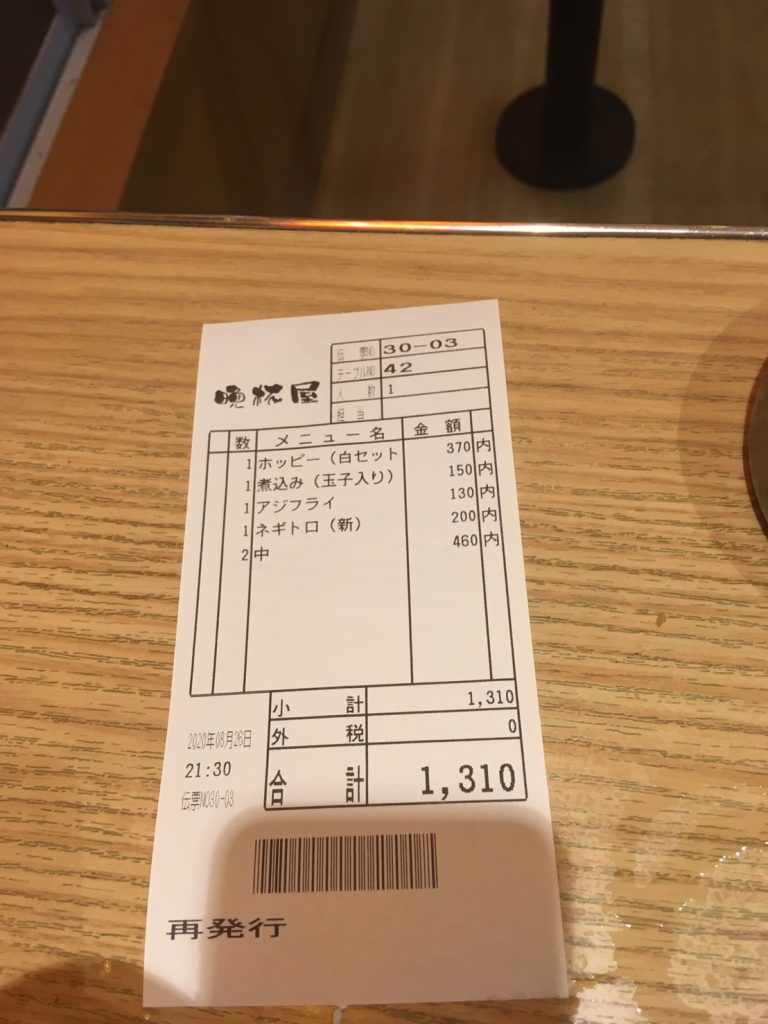 晩杯屋
伝票NO 30-03
テーブルNO 42
人数 1
担当
数 メニュー名 金額
1 ホッピー（白セット 370 内
1 煮込み（玉子入り） 150 内
1 アジフライ 130 内
1 ネギトロ（新） 200 内
2 中 460 内
小計 1,310
外税 0
合計 1,310
2020年08月26日
21:30
伝票NO30-03
再発行